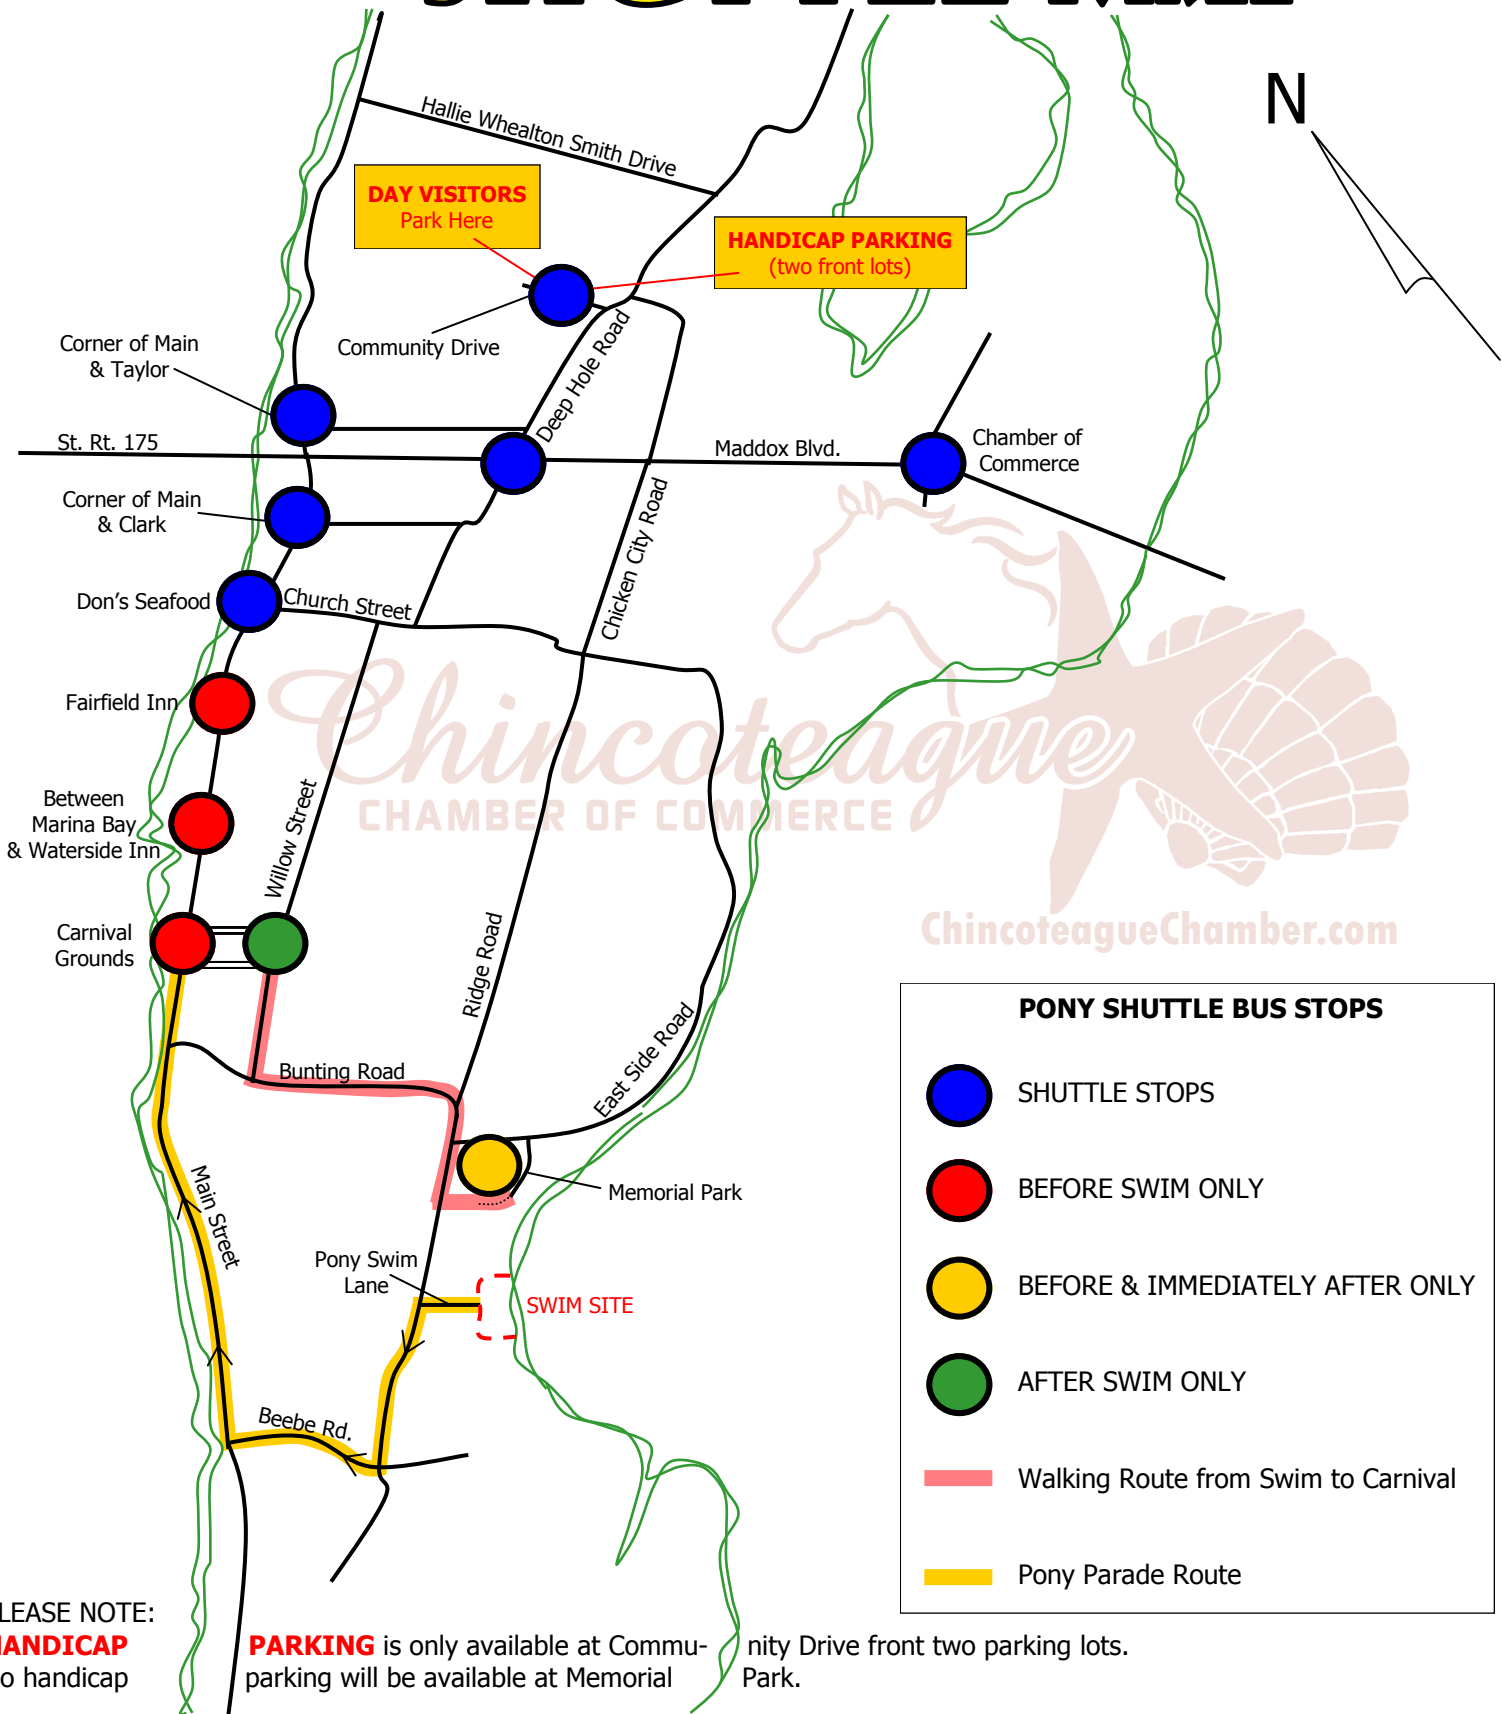 N
Hallie Whealton Smith Drive
DAY VISITORS
Park Here
HANDICAP PARKING
(two front lots)
Community Drive
Deep Hole Road
Corner of Main
& Taylor
St. Rt. 175
Maddox Blvd.
Chamber of
Commerce
Corner of Main
& Clark
Chicken City Road
Don's Seafood
Church Street
Fairfield Inn
Chincoteague
CHAMBER OF COMMERCE
ChincoteagueChamber.com
Between
Marina Bay
& Waterside Inn
Willow Street
Carnival
Grounds
Ridge Road
East Side Road
Bunting Road
Memorial Park
Main Street
Pony Swim
Lane
SWIM SITE
Beebe Rd.
PONY SHUTTLE BUS STOPS
SHUTTLE STOPS
BEFORE SWIM ONLY
BEFORE & IMMEDIATELY AFTER ONLY
AFTER SWIM ONLY
Walking Route from Swim to Carnival
Pony Parade Route
LEASE NOTE:
HANDICAP PARKING is only available at Commu- nity Drive front two parking lots.
o handicap parking will be available at Memorial Park.